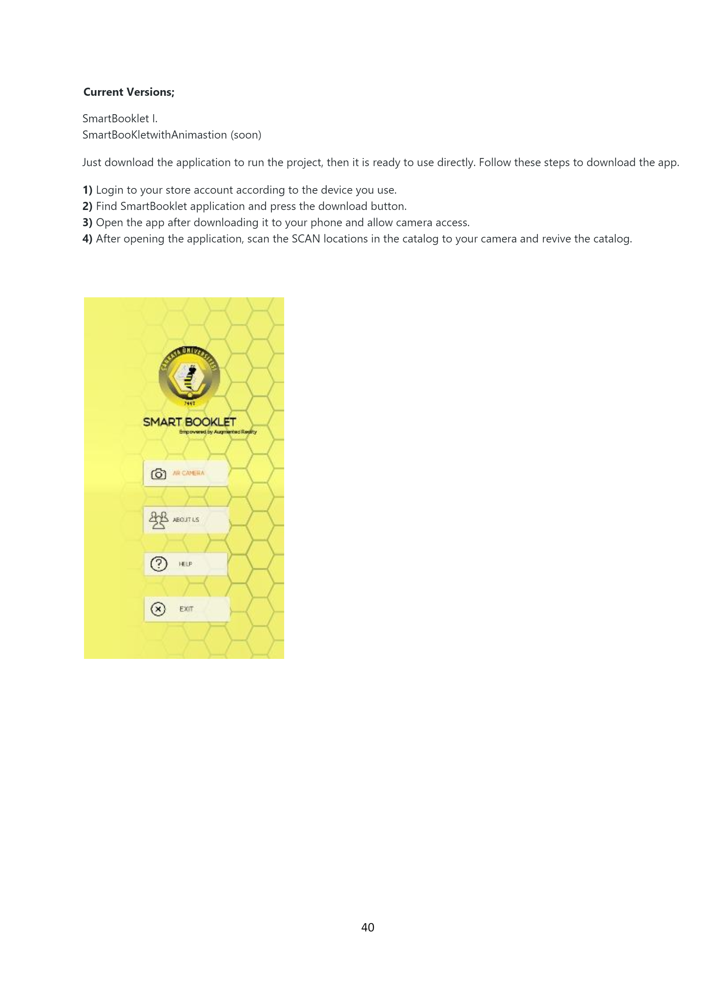 Current Versions;
SmartBooklet I.
SmartBooKletwithAnimastion (soon)
Just download the application to run the project, then it is ready to use directly. Follow these steps to download the app.
1) Login to your store account according to the device you use.
2) Find SmartBooklet application and press the download button.
3) Open the app after downloading it to your phone and allow camera access.
4) After opening the application, scan the SCAN locations in the catalog to your camera and revive the catalog.
ÇANKAYA ÜNİVERSİTESİ
SMART BOOKLET
Empowered by Augmented Reality
AR CAMERA
ABOUT US
HELP
EXIT
40